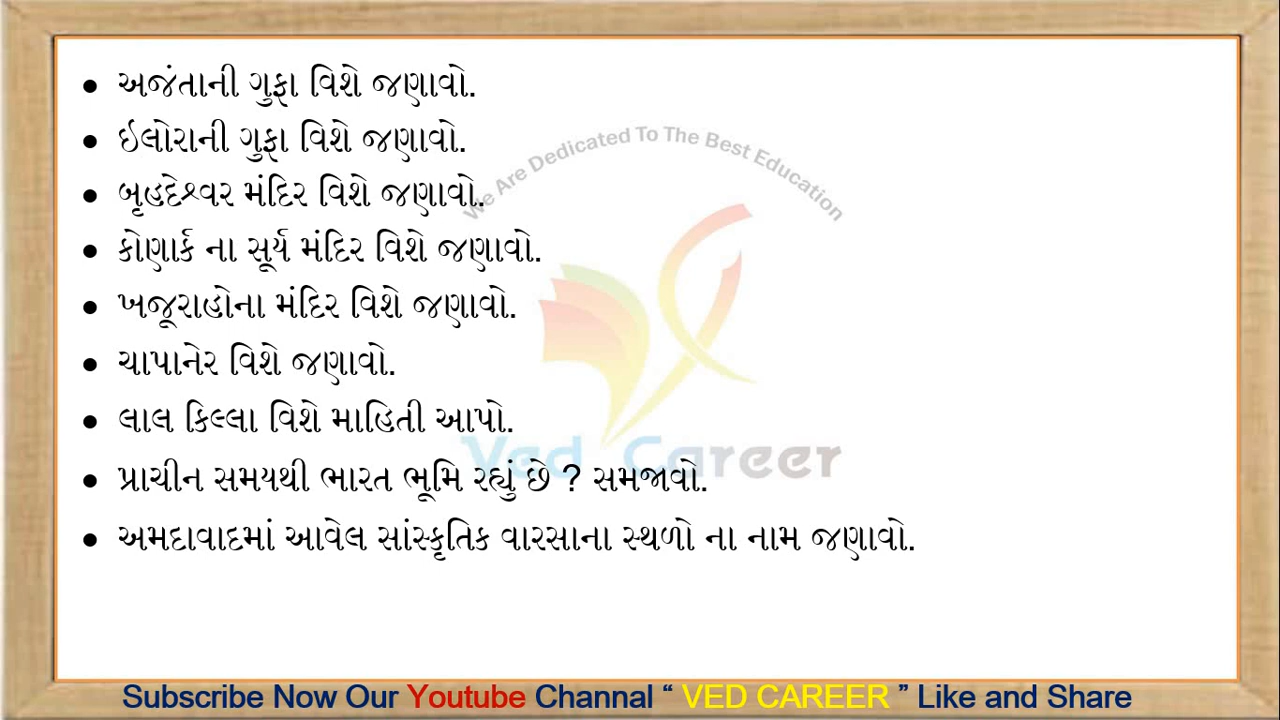 • અજંતાની ગુફા વિશે જણાવો.
• ઇલોરાની ગુફા વિશે જણાવો.
We Are Dedicated To The Best Education
• બૃહદેશ્વર મંદિર વિશે જણાવો.
• કોણાર્ક ના સૂર્ય મંદિર વિશે જણાવો.
• ખજૂરાહોના મંદિર વિશે જણાવો.
• ચાપાનેર વિશે જણાવો.
• લાલ કિલ્લા વિશે માહિતી આપો.
Ved Career
• પ્રાચીન સમયથી ભારત ભૂમિ રહ્યું છે ? સમજાવો.
• અમદાવાદમાં આવેલ સાંસ્કૃતિક વારસાના સ્થળો ના નામ જણાવો.
Subscribe Now Our Youtube Channal “ VED CAREER ” Like and Share